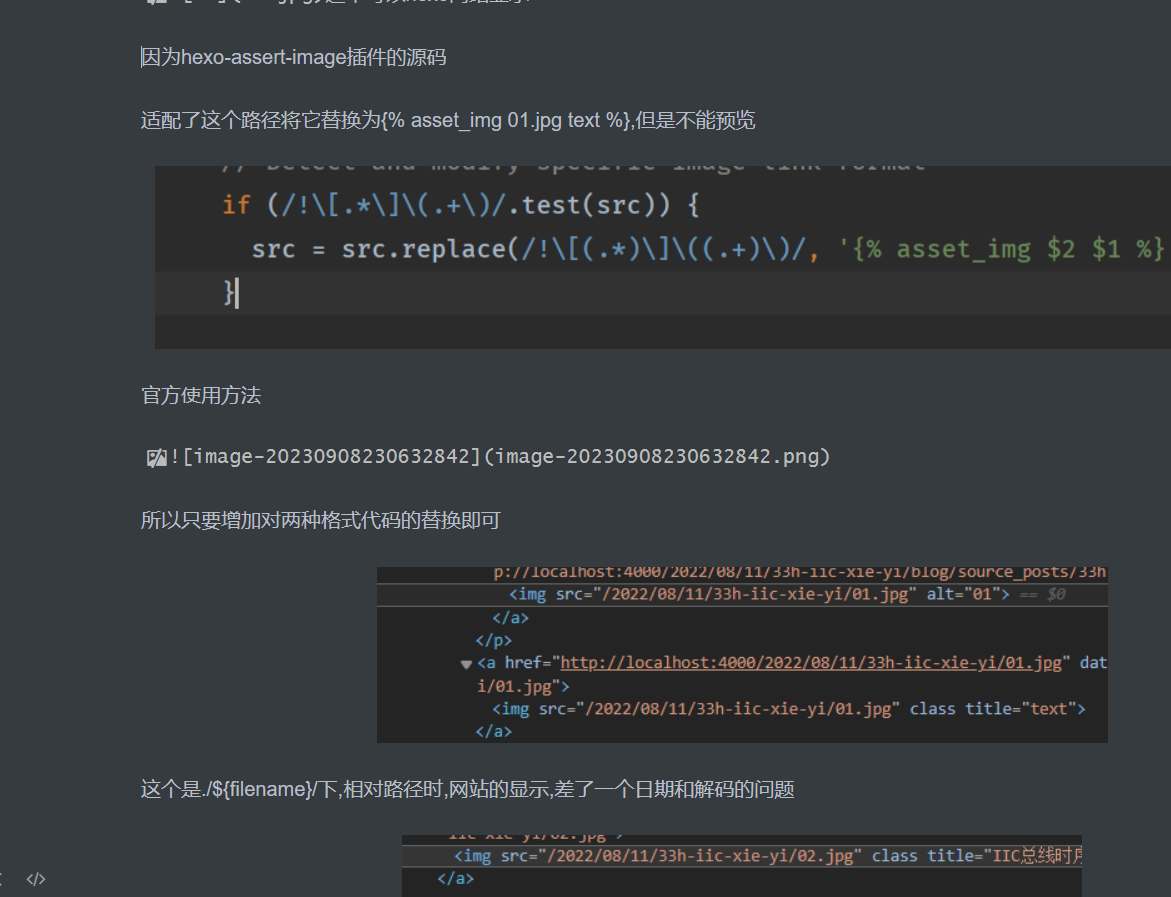 因为hexo-assert-image插件的源码
适配了这个路径将它替换为{% asset_img 01.jpg text %},但是不能预览
// Detect and modify specific image link format
if (/!\[.*\]\(.+\)/.test(src)) {
src = src.replace(/!\[(.*)\]\((.+)\)/, '{% asset_img $2 $1 %}
}
官方使用方法
![image-20230908230632842](image-20230908230632842.png)
所以只要增加对两种格式代码的替换即可
p://localhost:4000/2022/08/11/33h-iic-xie-yi/blog/source_posts/33h
<img src="/2022/08/11/33h-iic-xie-yi/01.jpg" alt="01"> == $0
</a>
</p>
<a href="http://localhost:4000/2022/08/11/33h-iic-xie-yi/01.jpg" dat
i/01.jpg">
<img src="/2022/08/11/33h-iic-xie-yi/01.jpg" class title="text">
</a>
这个是./${filename}/下,相对路径时,网站的显示,差了一个日期和解码的问题
iic-xie-yi/02.jpg">
<img src="/2022/08/11/33h-iic-xie-yi/02.jpg" class title="IIC总线时序
</a>
</>